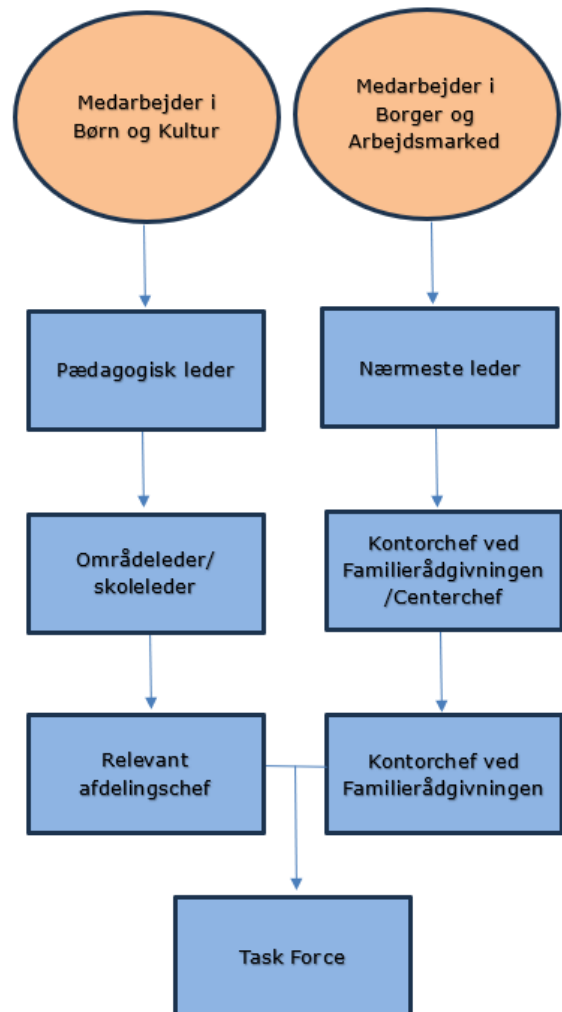 Medarbejder i
Børn og Kultur
Medarbejder i
Borger og
Arbejdsmarked
Pædagogisk leder
Nærmeste leder
Områdeleder/
skoleleder
Kontorchef ved
Familierådgivningen
/Centerchef
Relevant
afdelingschef
Kontorchef ved
Familierådgivningen
Task Force